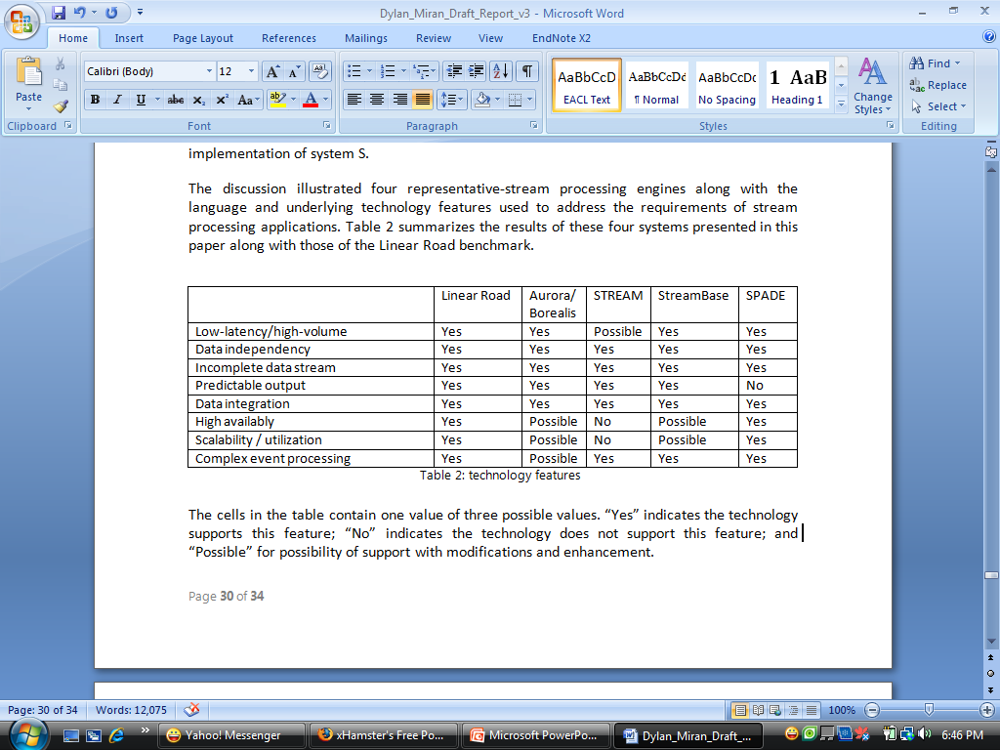 Dylan_Miran_Draft_Report_v3 - Microsoft Word
Home Insert Page Layout References Mailings Review View EndNote X2
Paste
Clipboard
Calibri (Body) 12
B I U abc X₂ X² Aa
Font
Paragraph
AaBbCcD AaBbCcDc AaBbCcDc 1 AaB
EACL Text ¶ Normal No Spacing Heading 1
Change Styles
Styles
Find
Replace
Select
Editing
implementation of system S.
The discussion illustrated four representative-stream processing engines along with the
language and underlying technology features used to address the requirements of stream
processing applications. Table 2 summarizes the results of these four systems presented in this
paper along with those of the Linear Road benchmark.
Linear Road Aurora/ Borealis STREAM StreamBase SPADE
Low-latency/high-volume Yes Yes Possible Yes Yes
Data independency Yes Yes Yes Yes Yes
Incomplete data stream Yes Yes Yes Yes Yes
Predictable output Yes Yes Yes Yes No
Data integration Yes Yes Yes Yes Yes
High availably Yes Possible No Possible Yes
Scalability / utilization Yes Possible No Possible Yes
Complex event processing Yes Possible Yes Yes Yes
Table 2: technology features
The cells in the table contain one value of three possible values. “Yes” indicates the technology
supports this feature; “No” indicates the technology does not support this feature; and
“Possible” for possibility of support with modifications and enhancement.
Page 30 of 34
Page: 30 of 34 Words: 12,075 100%
Yahoo! Messenger xHamster's Free Po... Microsoft PowerPo... Dylan_Miran_Draft_... 6:46 PM